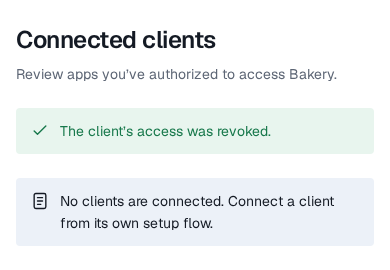 Connected clients
Review apps you've authorized to access Bakery.
The client's access was revoked.
No clients are connected. Connect a client
from its own setup flow.